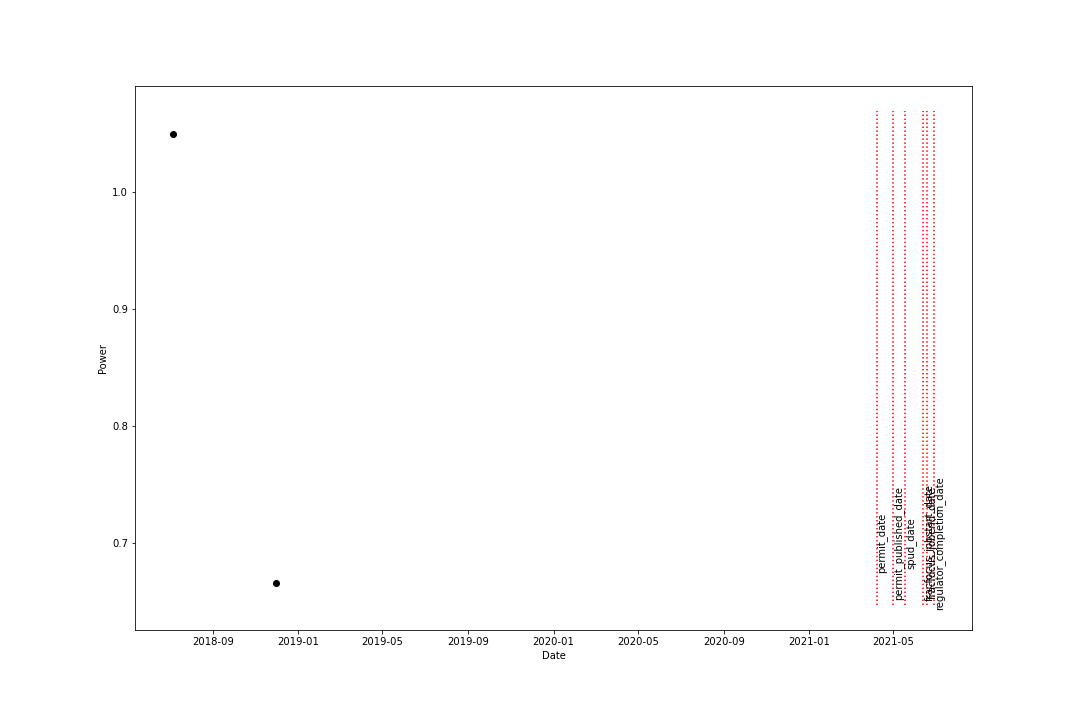 1.0
0.9
0.8
0.7
Power
permit_date
permit_published_date
spud_date
regulator_completion_date
2018-09 2019-01 2019-05 2019-09 2020-01 2020-05 2020-09 2021-01 2021-05
Date